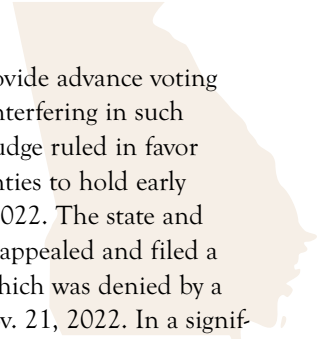 ovide advance voting
nterfering in such
udge ruled in favor
nties to hold early
022. The state and
appealed and filed a
hich was denied by a
v. 21, 2022. In a signif-